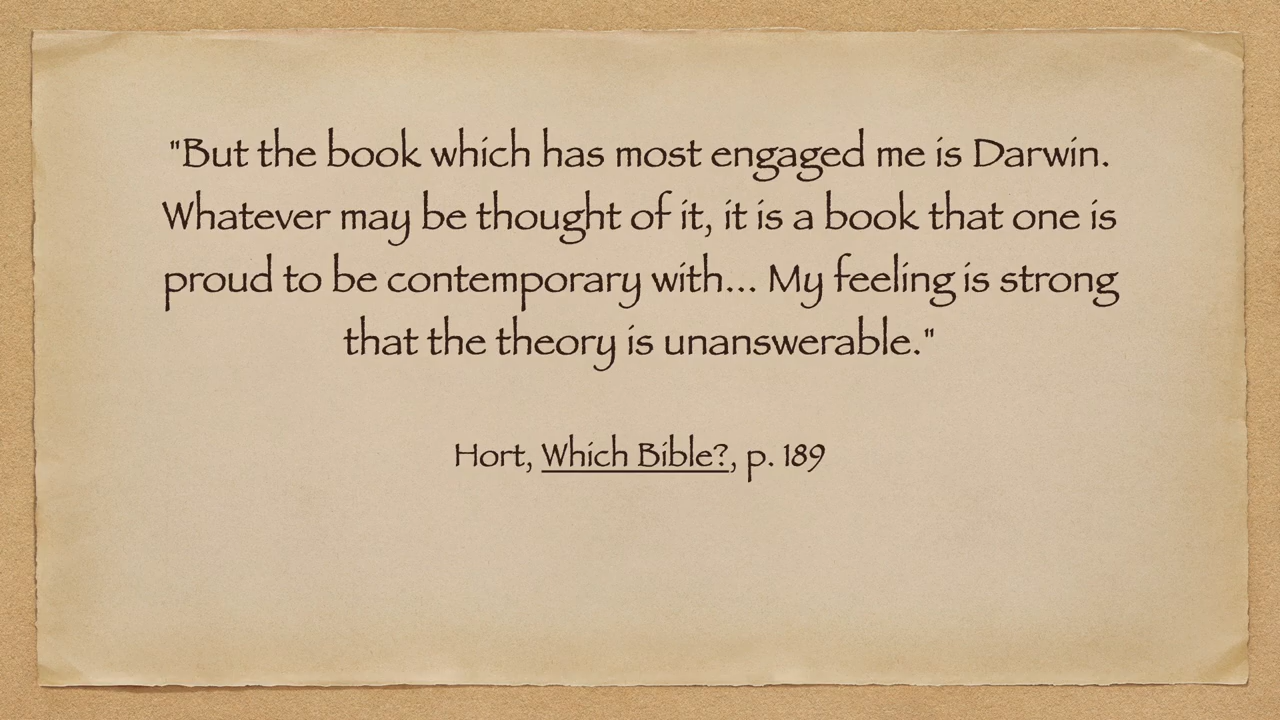 "But the book which has most engaged me is Darwin.
Whatever may be thought of it, it is a book that one is
proud to be contemporary with... My feeling is strong
that the theory is unanswerable."
Hort, Which Bible?, p. 189